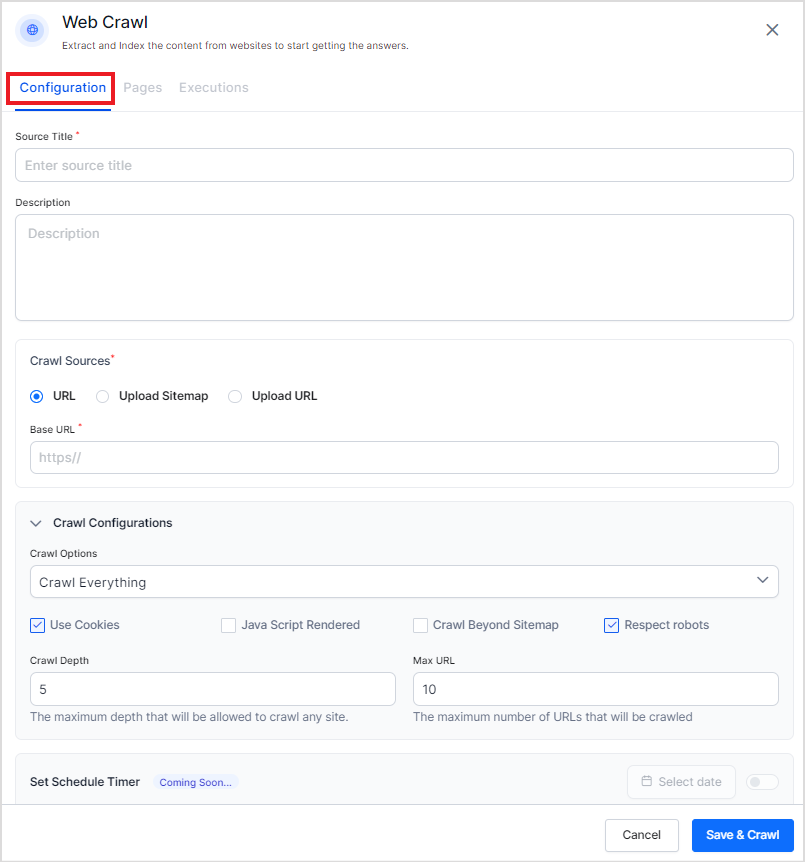 Web Crawl
Extract and Index the content from websites to start getting the answers.
Configuration Pages Executions
Source Title *
Enter source title
Description
Description
Crawl Sources*
URL Upload Sitemap Upload URL
Base URL *
https//
Crawl Configurations
Crawl Options
Crawl Everything
Use Cookies Java Script Rendered Crawl Beyond Sitemap Respect robots
Crawl Depth Max URL
5 10
The maximum depth that will be allowed to crawl any site. The maximum number of URLs that will be crawled
Set Schedule Timer Coming Soon... Select date
Cancel Save & Crawl